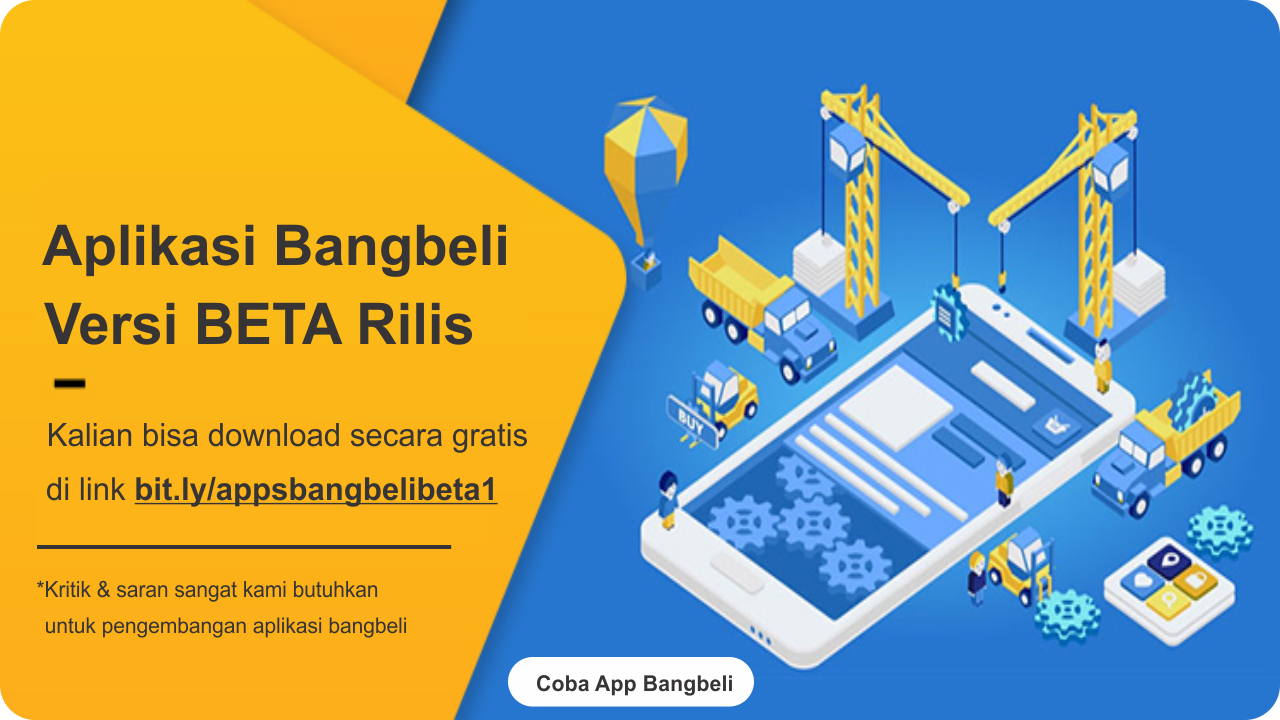 Aplikasi Bangbeli
Versi BETA Rilis
Kalian bisa download secara gratis
di link bit.ly/appsbangbelibeta1
*Kritik & saran sangat kami butuhkan
untuk pengembangan aplikasi bangbeli
BUY
Coba App Bangbeli